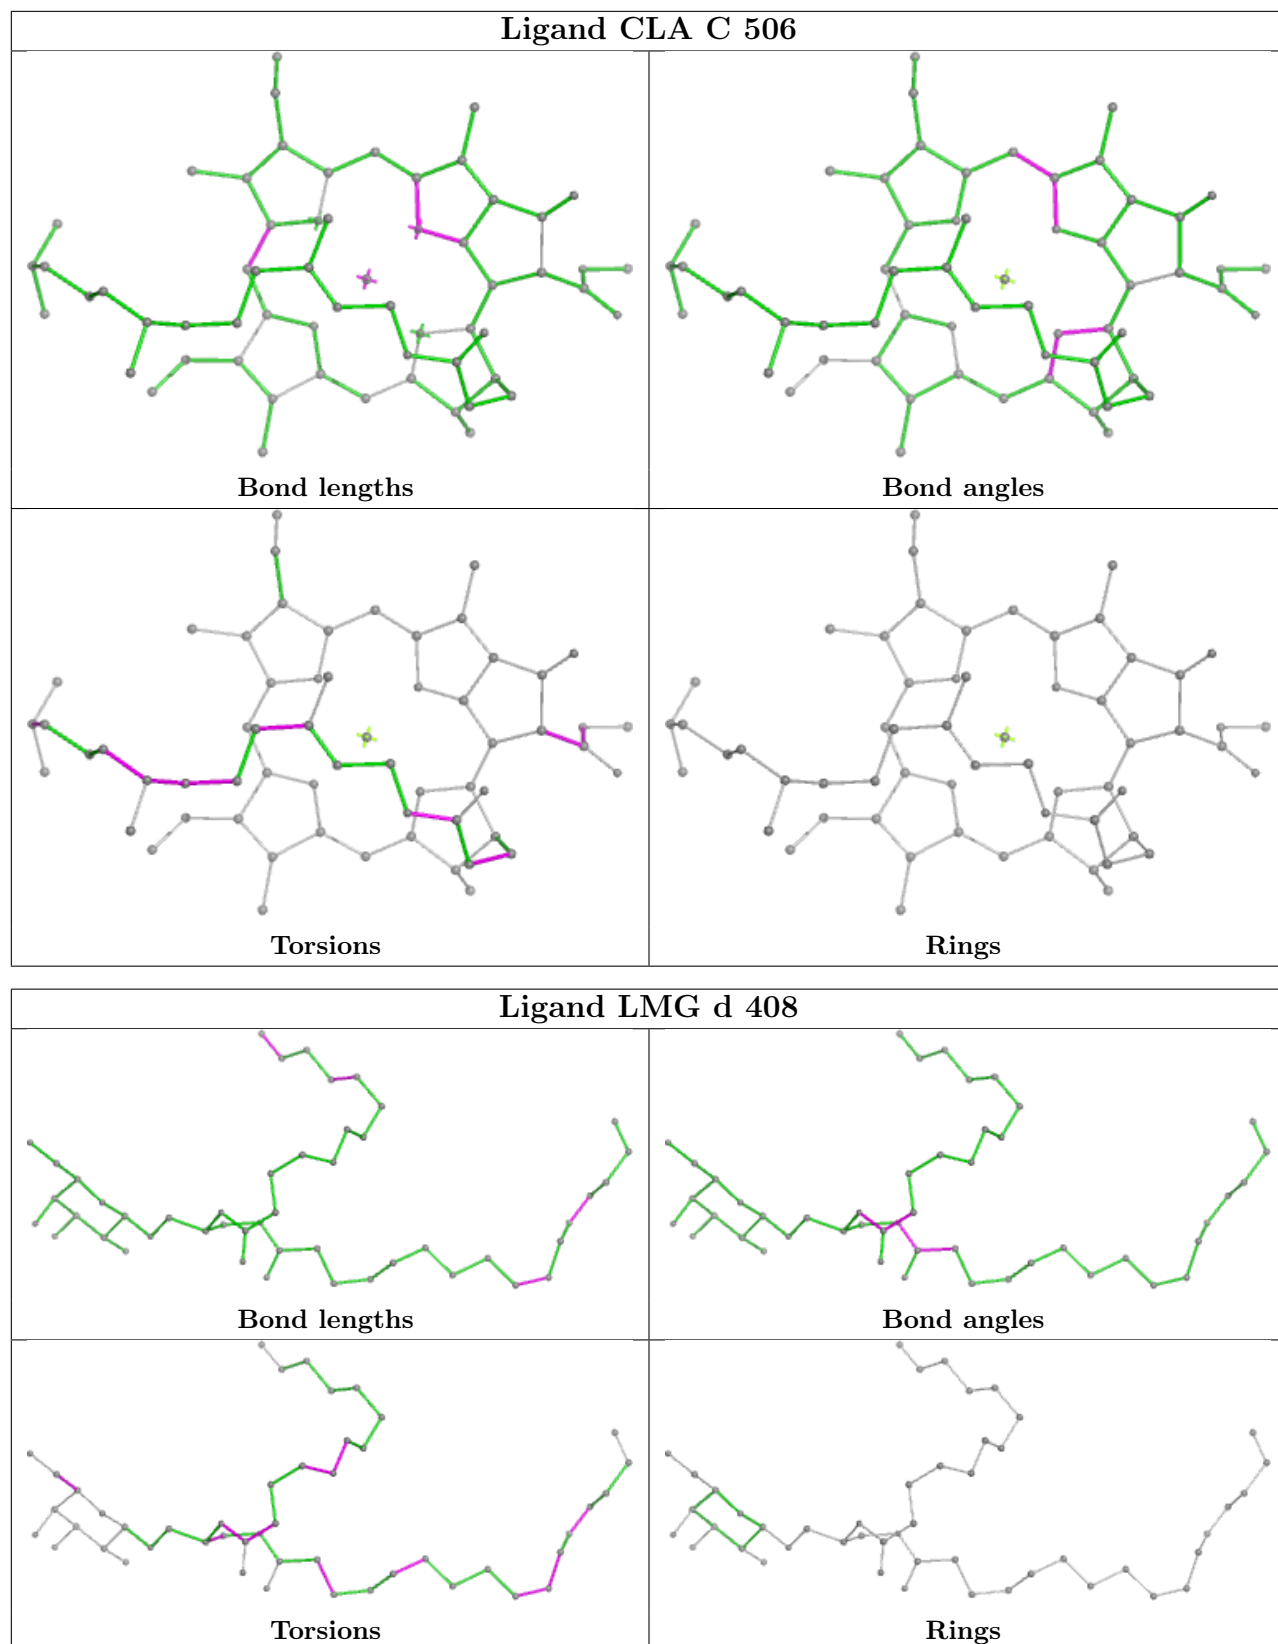 Ligand CLA C 506
Bond lengths
Bond angles
Torsions
Rings
Ligand LMG d 408
Bond lengths
Bond angles
Torsions
Rings